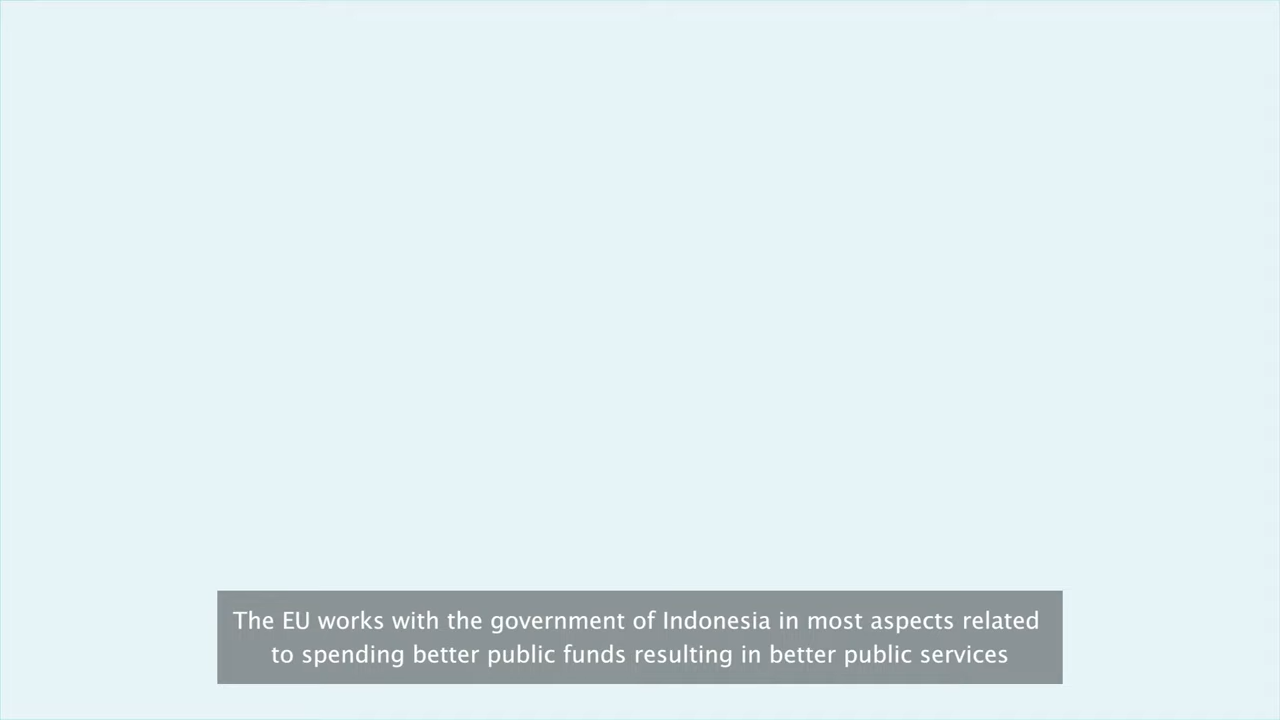 The EU works with the government of Indonesia in most aspects related
to spending better public funds resulting in better public services